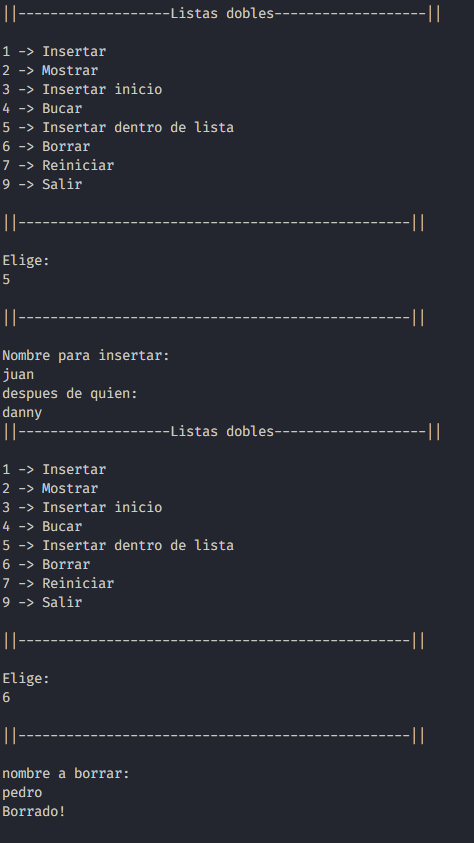 ||-------------------Listas dobles-------------------||
1 -> Insertar
2 -> Mostrar
3 -> Insertar inicio
4 -> Bucar
5 -> Insertar dentro de lista
6 -> Borrar
7 -> Reiniciar
9 -> Salir
||-------------------------------------------------||
Elige:
5
||-------------------------------------------------||
Nombre para insertar:
juan
despues de quien:
danny
||-------------------Listas dobles-------------------||
1 -> Insertar
2 -> Mostrar
3 -> Insertar inicio
4 -> Bucar
5 -> Insertar dentro de lista
6 -> Borrar
7 -> Reiniciar
9 -> Salir
||-------------------------------------------------||
Elige:
6
||-------------------------------------------------||
nombre a borrar:
pedro
Borrado!